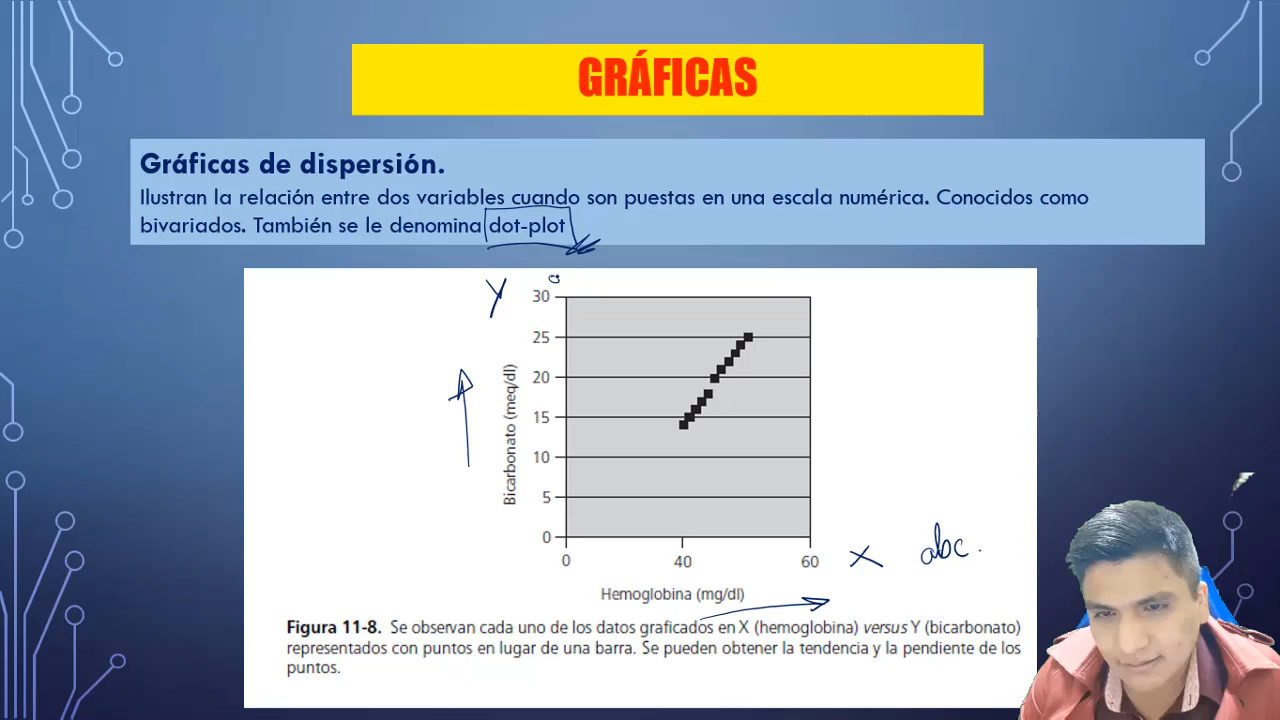 GRÁFICAS
Gráficas de dispersión.
Ilustran la relación entre dos variables cuando son puestas en una escala numérica. Conocidos como
bivariados. También se le denomina dot-plot
Y
30
25
20
15
10
5
0
Bicarbonato (meq/dl)
0 40 60
X abc.
Hemoglobina (mg/dl)
Figura 11-8. Se observan cada uno de los datos graficados en X (hemoglobina) versus Y (bicarbonato)
representados con puntos en lugar de una barra. Se pueden obtener la tendencia y la pendiente de los
puntos.